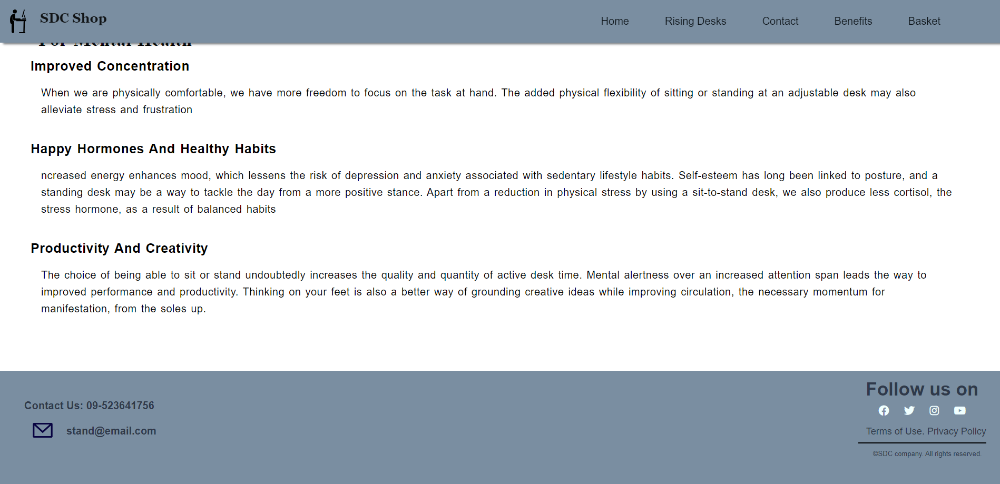 SDC Shop
Home Rising Desks Contact Benefits Basket
For Mental Health
Improved Concentration
When we are physically comfortable, we have more freedom to focus on the task at hand. The added physical flexibility of sitting or standing at an adjustable desk may also
alleviate stress and frustration
Happy Hormones And Healthy Habits
ncreased energy enhances mood, which lessens the risk of depression and anxiety associated with sedentary lifestyle habits. Self-esteem has long been linked to posture, and a
standing desk may be a way to tackle the day from a more positive stance. Apart from a reduction in physical stress by using a sit-to-stand desk, we also produce less cortisol, the
stress hormone, as a result of balanced habits
Productivity And Creativity
The choice of being able to sit or stand undoubtedly increases the quality and quantity of active desk time. Mental alertness over an increased attention span leads the way to
improved performance and productivity. Thinking on your feet is also a better way of grounding creative ideas while improving circulation, the necessary momentum for
manifestation, from the soles up.
Contact Us: 09-523641756
stand@email.com
Follow us on
Terms of Use. Privacy Policy
©SDC company. All rights reserved.